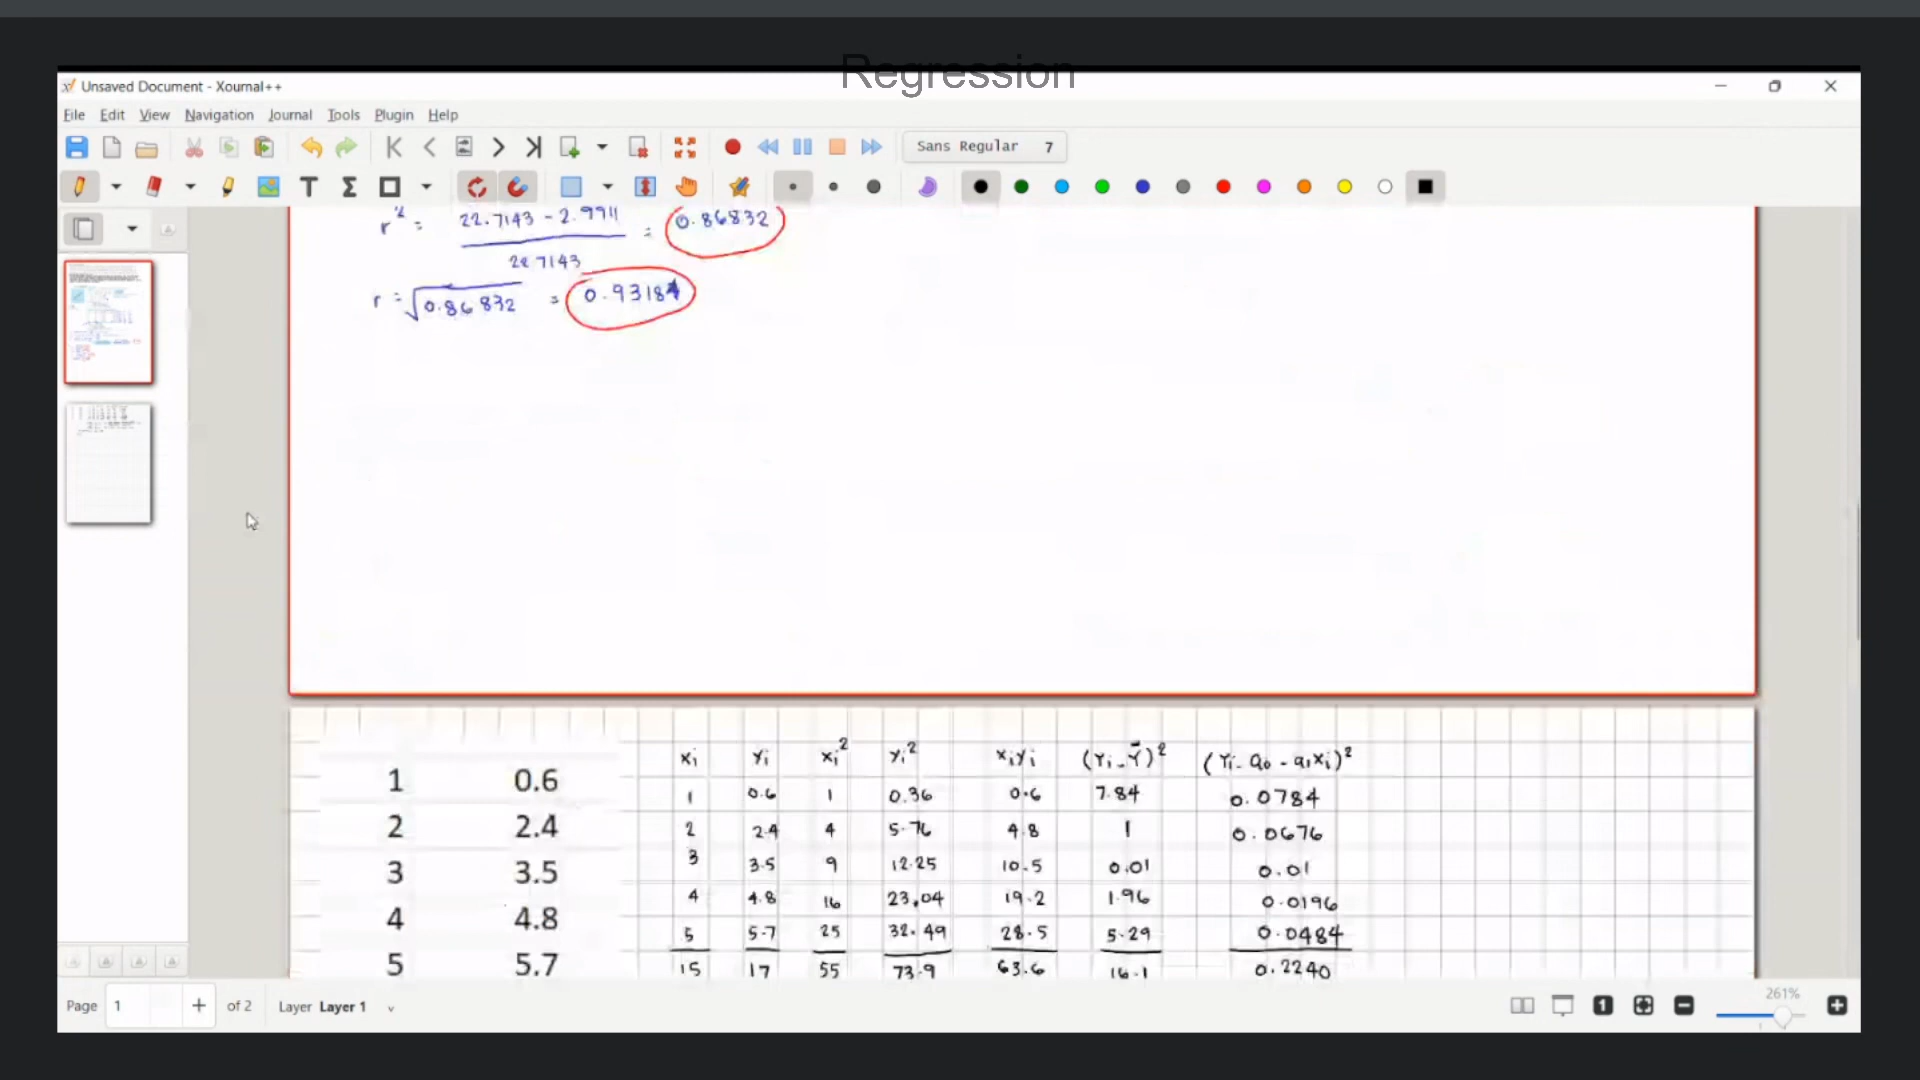 Regression
Unsaved Document - Xournal++
File Edit View Navigation Journal Tools Plugin Help
Sans Regular 7
r² = 22.7143 - 2.9911 = 0.86832
22.7143
r = √0.86832 = 0.93184
1 0.6
2 2.4
3 3.5
4 4.8
5 5.7
xi yi xi² yi² xiyi (Yi - Ȳ)² (Yi - a0 - a1xi)²
1 0.6 1 0.36 0.6 7.84 0.0784
2 2.4 4 5.76 4.8 1 0.0676
3 3.5 9 12.25 10.5 0.01 0.01
4 4.8 16 23.04 19.2 1.96 0.0196
5 5.7 25 32.49 28.5 5.29 0.0484
15 17 55 73.9 63.6 16.1 0.2240
Page 1 of 2 Layer Layer 1 261%